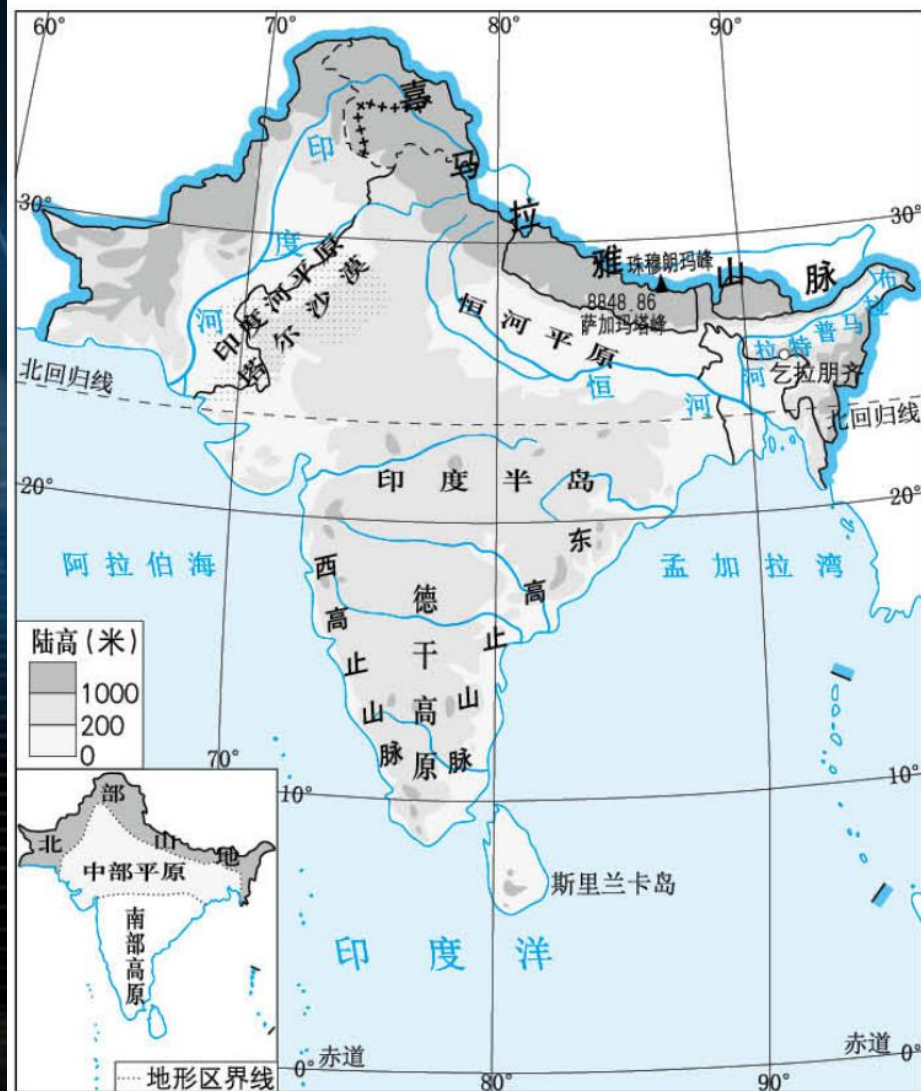 60°
70°
80°
90°
喜马拉雅山脉
珠穆朗玛峰
8848.86
萨加玛塔峰
30°
30°
印度河
印度河平原
塔尔沙漠
恒河平原
恒河
布拉马普特拉河
乞拉朋齐
北回归线
北回归线
20°
20°
印度半岛
阿拉伯海
孟加拉湾
西高止山脉
德干高原
东高止山脉
陆高(米)
1000
200
0
70°
10°
10°
斯里兰卡岛
印度洋
北部山地
中部平原
南部高原
地形区界线
0°
赤道
赤道
0°
80°
90°